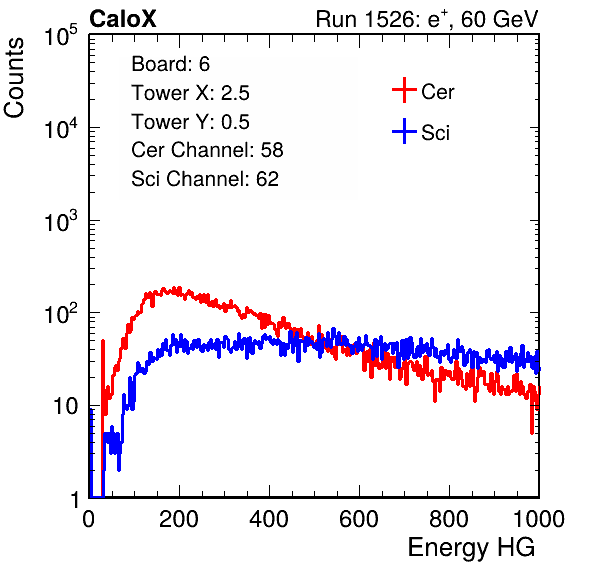 CaloX Run 1526: e⁺, 60 GeV
Counts
10⁵
10⁴
10³
10²
10
1
Board: 6
Tower X: 2.5
Tower Y: 0.5
Cer Channel: 58
Sci Channel: 62
Cer
Sci
0 200 400 600 800 1000
Energy HG